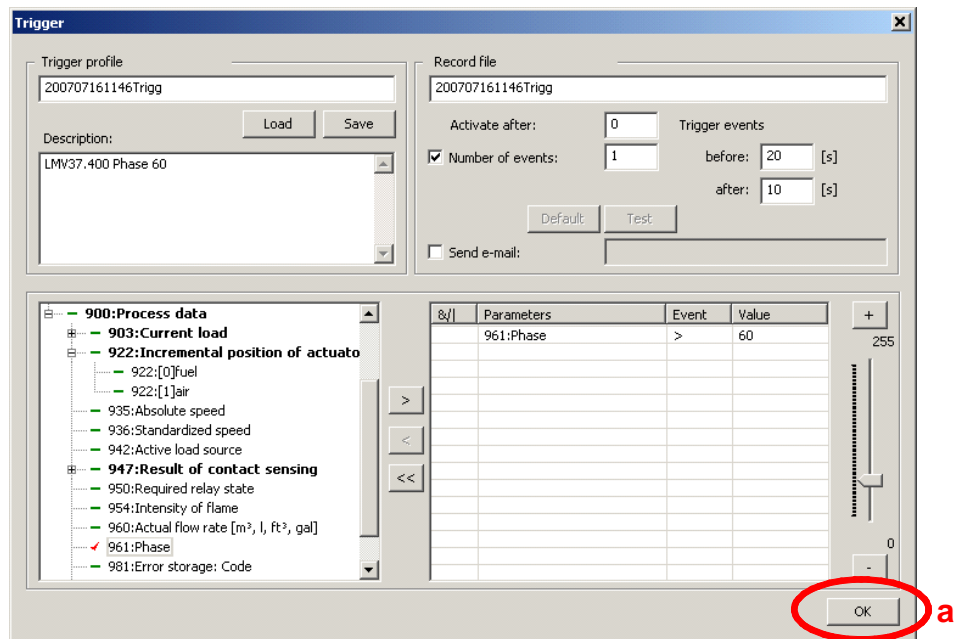 Trigger
Trigger profile
200707161146Trigg
Load
Save
Description:
LMV37.400 Phase 60
Record file
200707161146Trigg
Activate after:
0
Trigger events
Number of events:
1
before:
20
[s]
after:
10
[s]
Default
Test
Send e-mail:
900:Process data
903:Current load
922:Incremental position of actuato
922:[0]fuel
922:[1]air
935:Absolute speed
936:Standardized speed
942:Active load source
947:Result of contact sensing
950:Required relay state
954:Intensity of flame
960:Actual flow rate [m³, l, ft³, gal]
961:Phase
981:Error storage: Code
>
<
<<
&/| Parameters Event Value
961:Phase > 60
+
255
0
-
OK
a